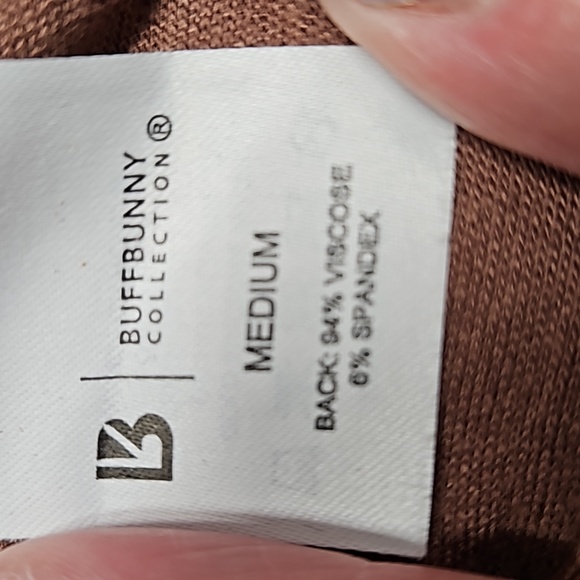 BUFFBUNNY
COLLECTION ®
MEDIUM
BACK: 94% VISCOSE
6% SPANDEX